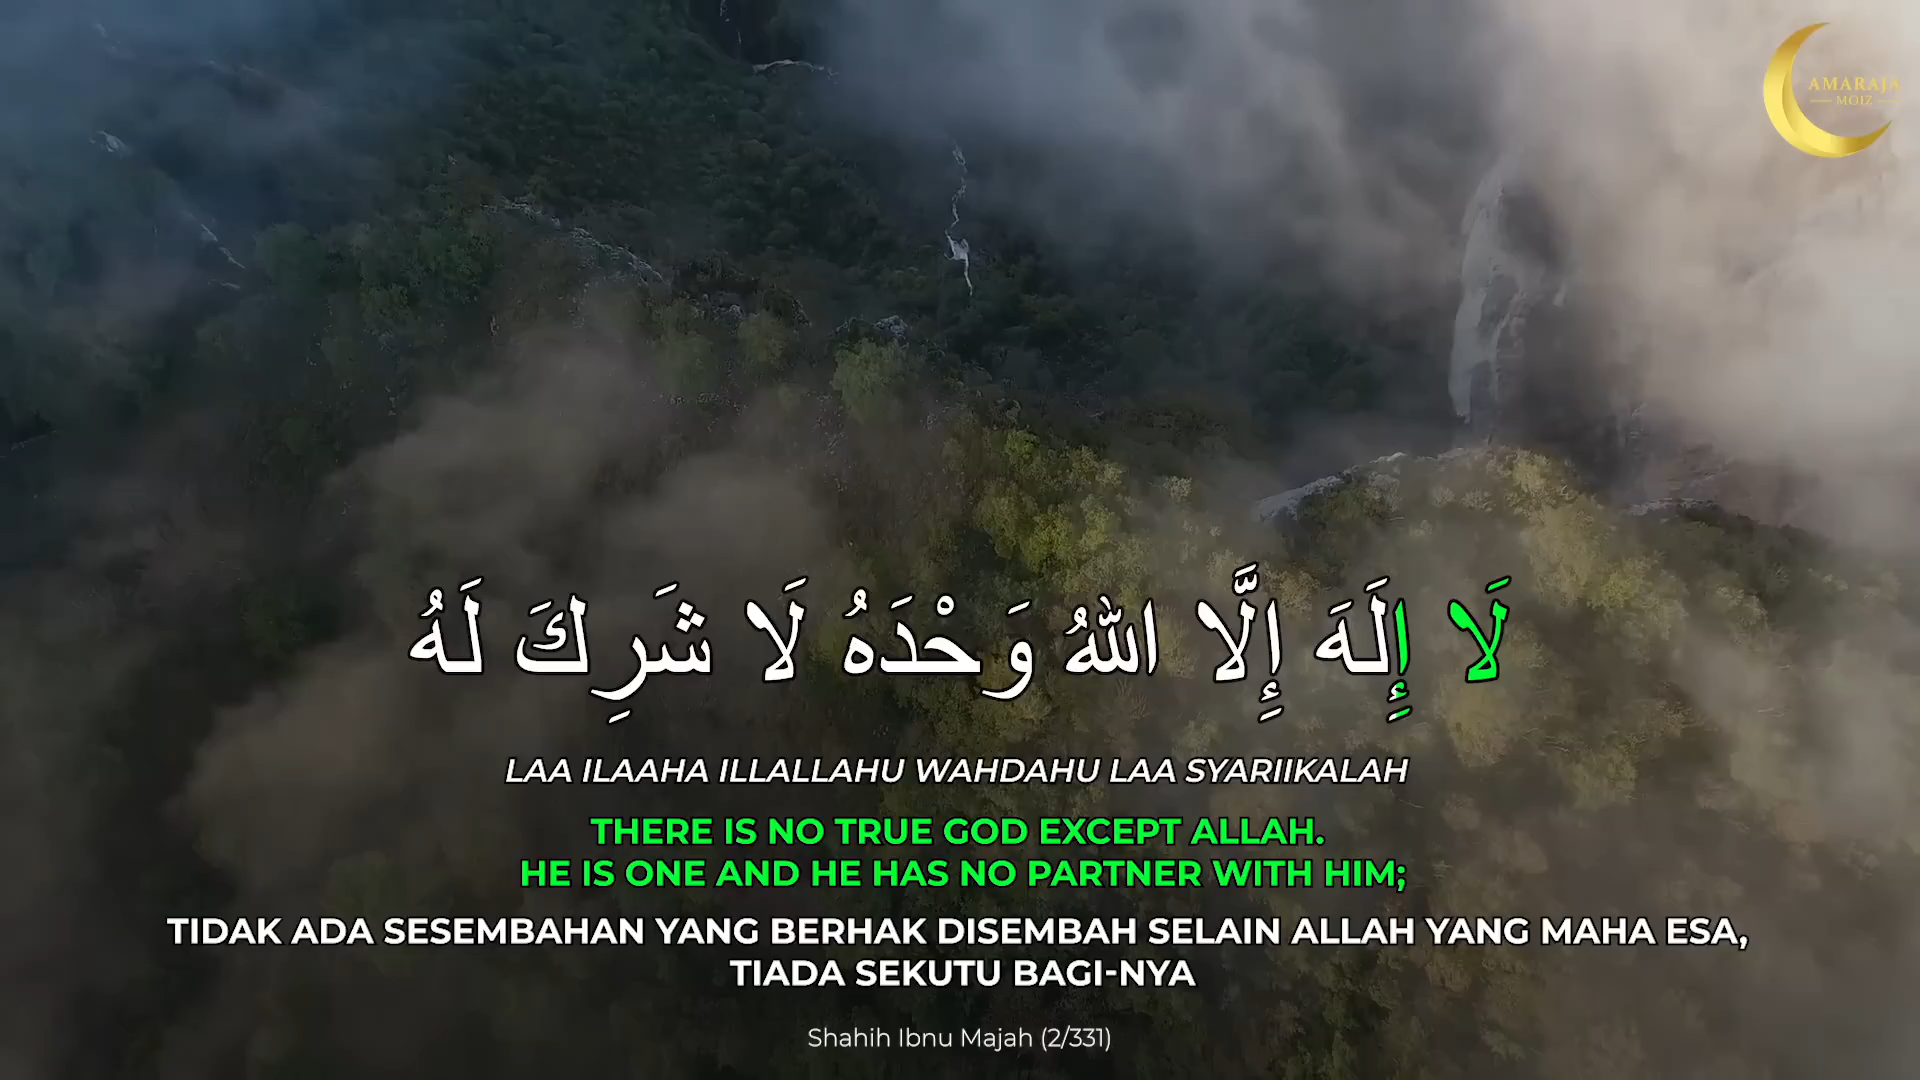 AMARAJA
MOIZ
لَا إِلَهَ إِلَّا اللهُ وَحْدَهُ لَا شَرِكَ لَهُ
LAA ILAAHA ILLALLAHU WAHDAHU LAA SYARIIKALAH
THERE IS NO TRUE GOD EXCEPT ALLAH.
HE IS ONE AND HE HAS NO PARTNER WITH HIM;
TIDAK ADA SESEMBAHAN YANG BERHAK DISEMBAH SELAIN ALLAH YANG MAHA ESA,
TIADA SEKUTU BAGI-NYA
Shahih Ibnu Majah (2/331)